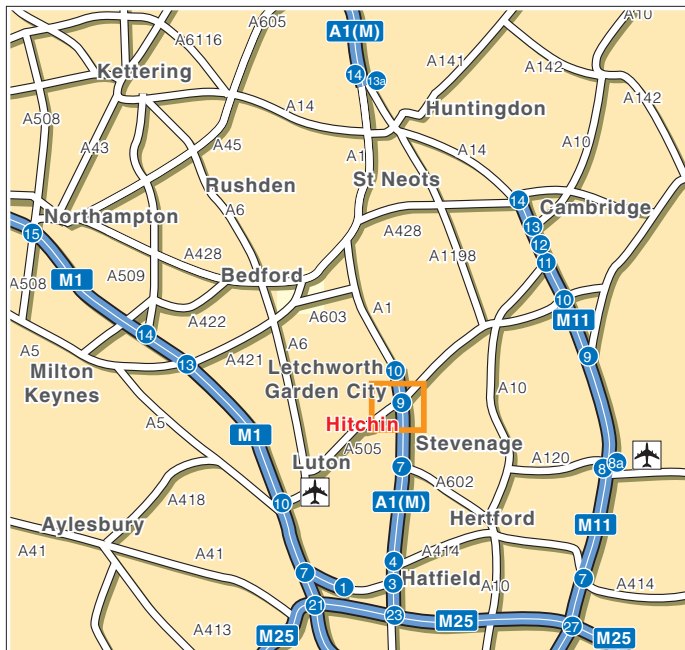 A605
A10
A6116
A1(M)
Kettering
14
13a
A141
A142
A142
A508
A14
Huntingdon
A43
A45
A1
A14
A10
Rushden
St Neots
A6
14
Cambridge
Northampton
13
15
A428
A428
12
A1198
11
A508
M1
A509
Bedford
10
A1
M11
A422
A603
14
A5
A421
A6
9
13
Letchworth
10
Milton
Keynes
Garden City
A10
9
A5
Hitchin
M1
Stevenage
A505
Luton
7
A120
8
8a
A418
A602
10
A1(M)
Hertford
M11
Aylesbury
A41
A41
A414
4
7
1
Hatfield
3
7
A414
A10
21
23
M25
27
A413
M25
M25